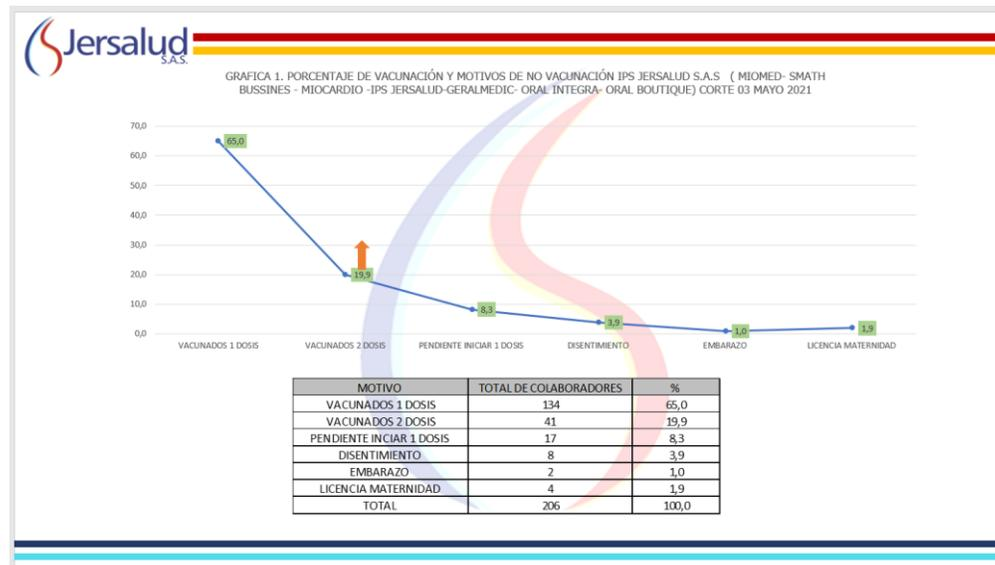 Jersalud
S.A.S.
GRAFICA 1. PORCENTAJE DE VACUNACIÓN Y MOTIVOS DE NO VACUNACIÓN IPS JERSALUD S.A.S ( MIOMED- SMATH
BUSSINES - MIOCARDIO -IPS JERSALUD-GERALMEDIC- ORAL INTEGRA- ORAL BOUTIQUE) CORTE 03 MAYO 2021
70,0
60,0
50,0
40,0
30,0
20,0
10,0
0,0
65,0
19,9
8,3
3,9
1,0
1,9
VACUNADOS 1 DOSIS VACUNADOS 2 DOSIS PENDIENTE INICIAR 1 DOSIS DISENTIMIENTO EMBARAZO LICENCIA MATERNIDAD
MOTIVO TOTAL DE COLABORADORES %
VACUNADOS 1 DOSIS 134 65,0
VACUNADOS 2 DOSIS 41 19,9
PENDIENTE INCIAR 1 DOSIS 17 8,3
DISENTIMIENTO 8 3,9
EMBARAZO 2 1,0
LICENCIA MATERNIDAD 4 1,9
TOTAL 206 100,0